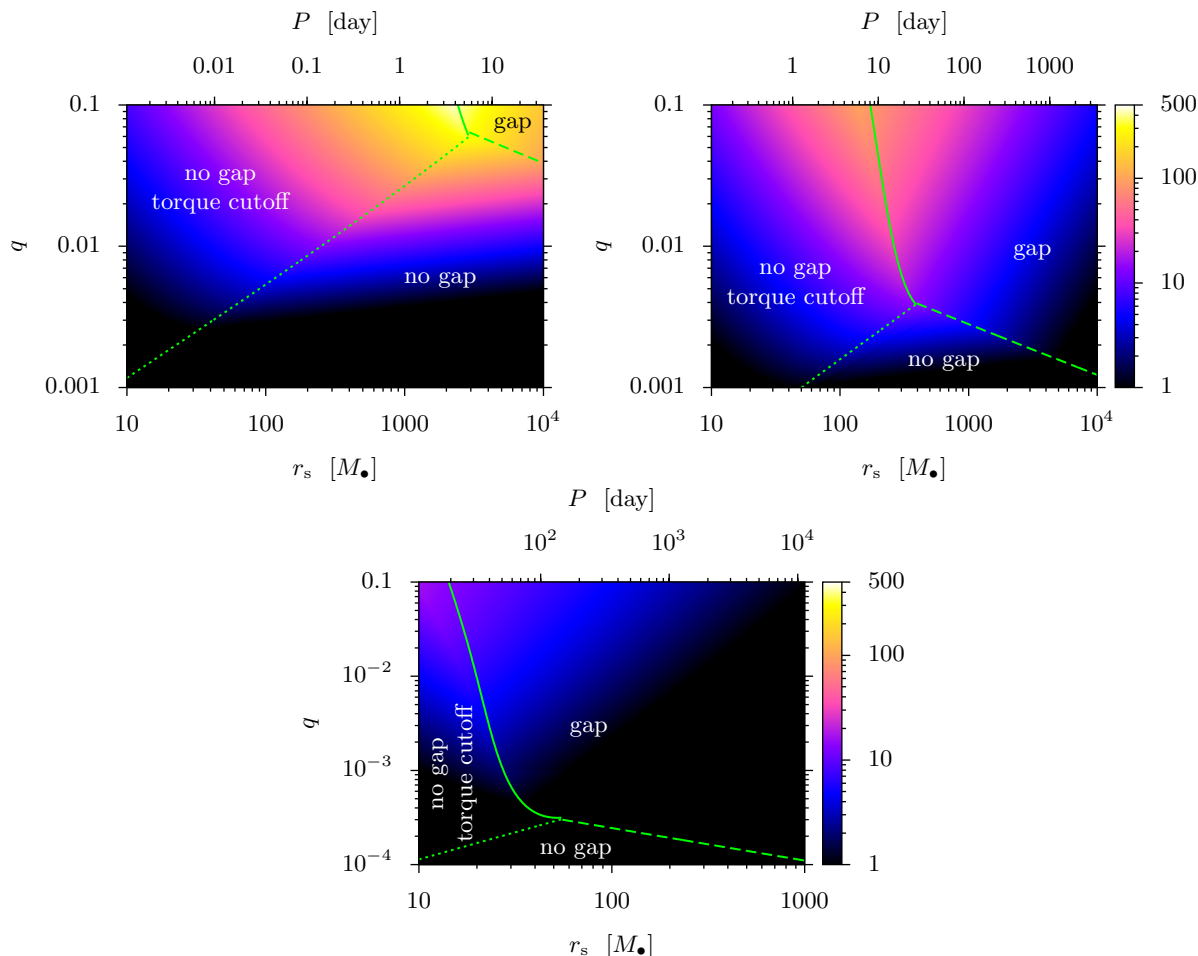 P [day]
0.01 0.1 1 10
0.1
0.01
0.001
q
no gap
torque cutoff
gap
no gap
10 100 1000 10^4
r_s [M_●]
P [day]
1 10 100 1000
0.1
0.01
0.001
q
no gap
torque cutoff
gap
no gap
10 100 1000 10^4
r_s [M_●]
500
100
10
1
P [day]
10^2 10^3 10^4
0.1
10^−2
10^−3
10^−4
q
no gap
torque cutoff
gap
no gap
10 100 1000
r_s [M_●]
500
100
10
1